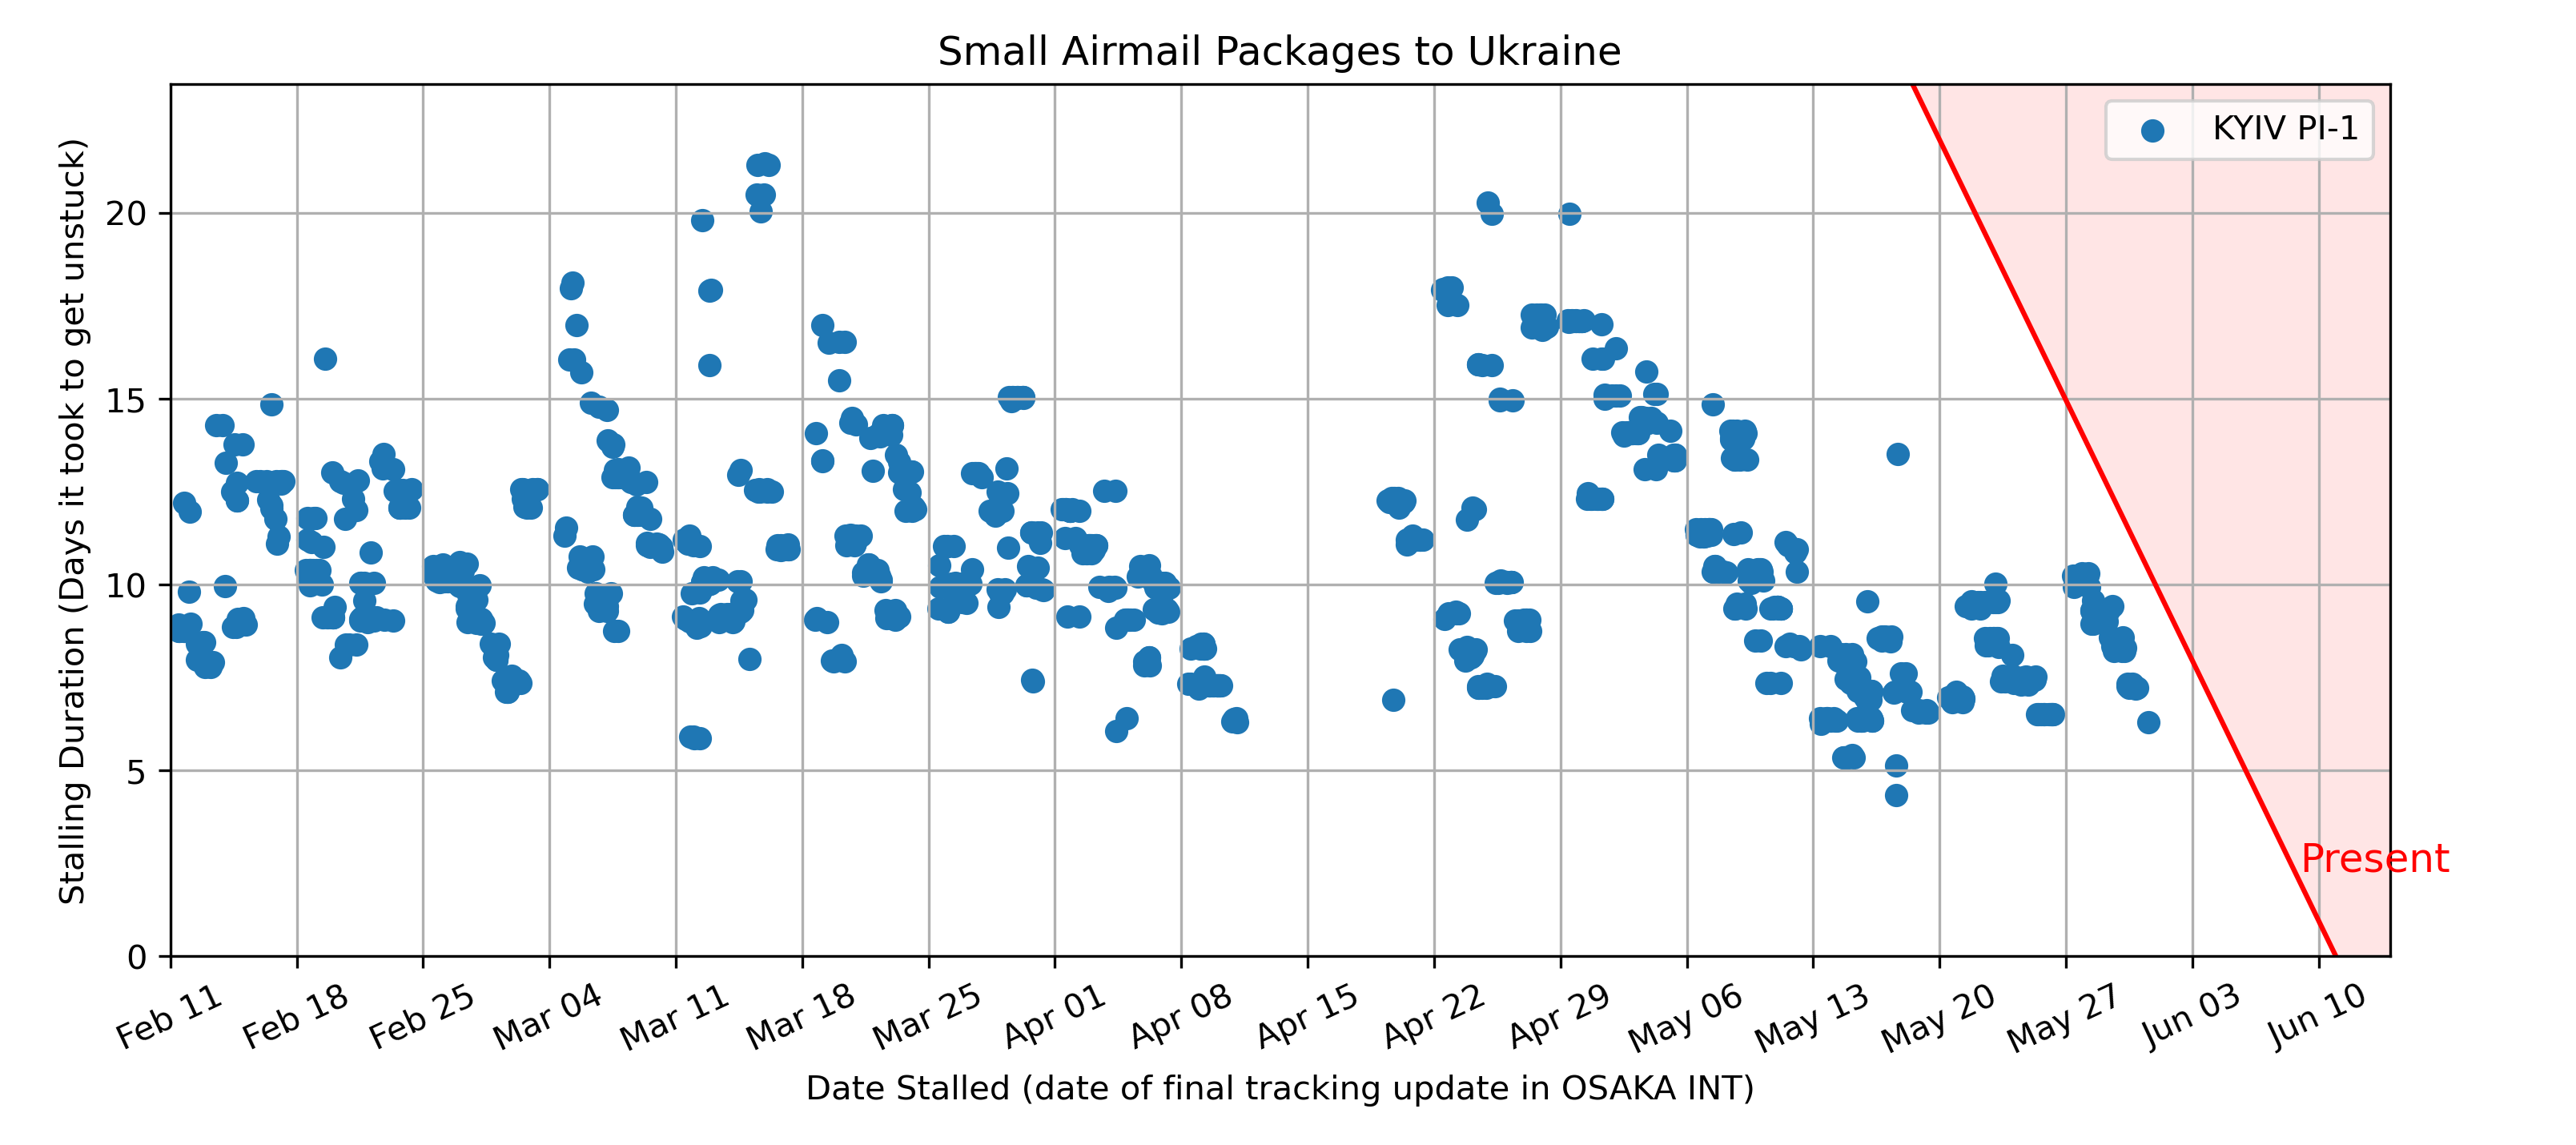 Small Airmail Packages to Ukraine
KYIV PI-1
Stalling Duration (Days it took to get unstuck)
20
15
10
5
0
Present
Feb 11
Feb 18
Feb 25
Mar 04
Mar 11
Mar 18
Mar 25
Apr 01
Apr 08
Apr 15
Apr 22
Apr 29
May 06
May 13
May 20
May 27
Jun 03
Jun 10
Date Stalled (date of final tracking update in OSAKA INT)